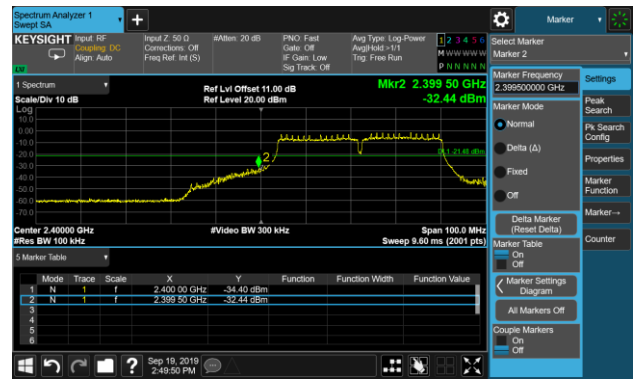 Spectrum Analyzer 1
Swept SA
Marker
KEYSIGHT
Input: RF
Coupling: DC
Align: Auto
Input Z: 50 Ω
Corrections: Off
Freq Ref: Int (S)
#Atten: 20 dB
PNO: Fast
Gate: Off
IF Gain: Low
Sig Track: Off
Avg Type: Log-Power
Avg|Hold:>1/1
Trig: Free Run
1 2 3 4 5 6
M W W W W W
P N N N N N
Select Marker
Marker 2
1 Spectrum
Ref Lvl Offset 11.00 dB
Mkr2 2.399 50 GHz
Scale/Div 10 dB
Ref Level 20.00 dBm
-32.44 dBm
Log
10.0
0.00
-10.0
-20.0
-30.0
-40.0
-50.0
-60.0
-70.0
2
DL1 -21.48 dBm
Center 2.40000 GHz
#Video BW 300 kHz
Span 100.0 MHz
#Res BW 100 kHz
Sweep 9.60 ms (2001 pts)
5 Marker Table
Mode Trace Scale X Y Function Function Width Function Value
1 N 1 f 2.400 00 GHz -34.40 dBm
2 N 1 f 2.399 50 GHz -32.44 dBm
3
4
5
6
Marker Frequency
2.399500000 GHz
Marker Mode
Normal
Delta (Δ)
Fixed
Off
Delta Marker
(Reset Delta)
Marker Table
On
Off
Marker Settings
Diagram
All Markers Off
Couple Markers
On
Off
Settings
Peak
Search
Pk Search
Config
Properties
Marker
Function
Marker→
Counter
?
Sep 19, 2019
2:49:50 PM